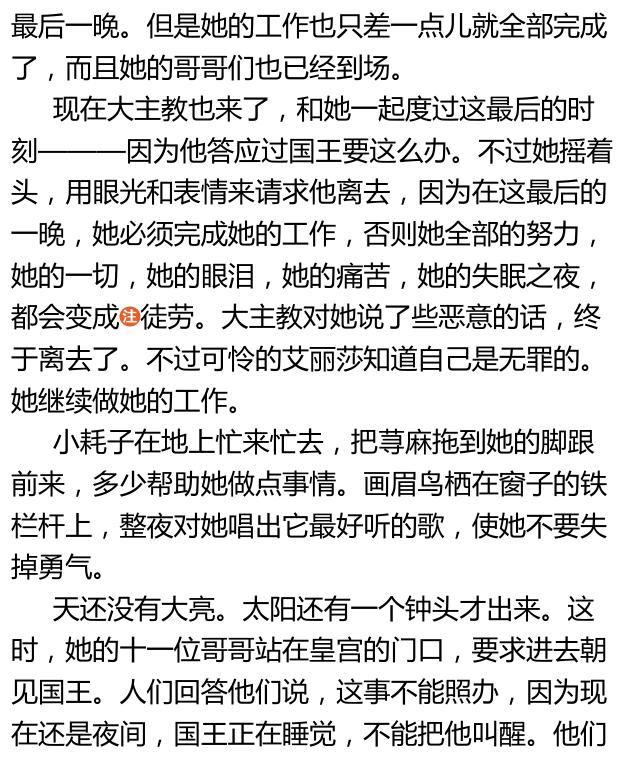 最后一晚。但是她的工作也只差一点儿就全部完成
了，而且她的哥哥们也已经到场。
现在大主教也来了，和她一起度过这最后的时
刻———因为他答应过国王要这么办。不过她摇着
头，用眼光和表情来请求他离去，因为在这最后的
一晚，她必须完成她的工作，否则她全部的努力，
她的一切，她的眼泪，她的痛苦，她的失眠之夜，
都会变成注徒劳。大主教对她说了些恶意的话，终
于离去了。不过可怜的艾丽莎知道自己是无罪的。
她继续做她的工作。
小耗子在地上忙来忙去，把荨麻拖到她的脚跟
前来，多少帮助她做点事情。画眉鸟栖在窗子的铁
栏杆上，整夜对她唱出它最好听的歌，使她不要失
掉勇气。
天还没有大亮。太阳还有一个钟头才出来。这
时，她的十一位哥哥站在皇宫的门口，要求进去朝
见国王。人们回答他们说，这事不能照办，因为现
在还是夜间，国王正在睡觉，不能把他叫醒。他们